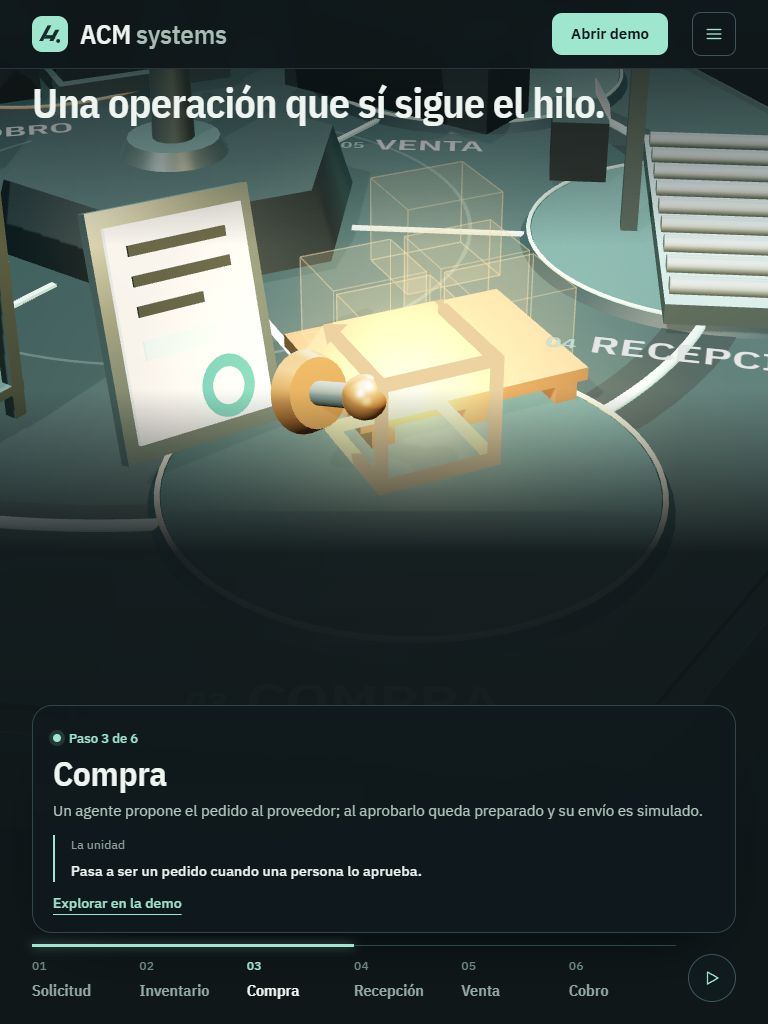 ACM systems
Abrir demo
Una operación que sí sigue el hilo.
OBRO
05 VENTA
04 RECEPCI
03 COMPRA
Paso 3 de 6
Compra
Un agente propone el pedido al proveedor; al aprobarlo queda preparado y su envío es simulado.
La unidad
Pasa a ser un pedido cuando una persona lo aprueba.
Explorar en la demo
01 02 03 04 05 06
Solicitud Inventario Compra Recepción Venta Cobro